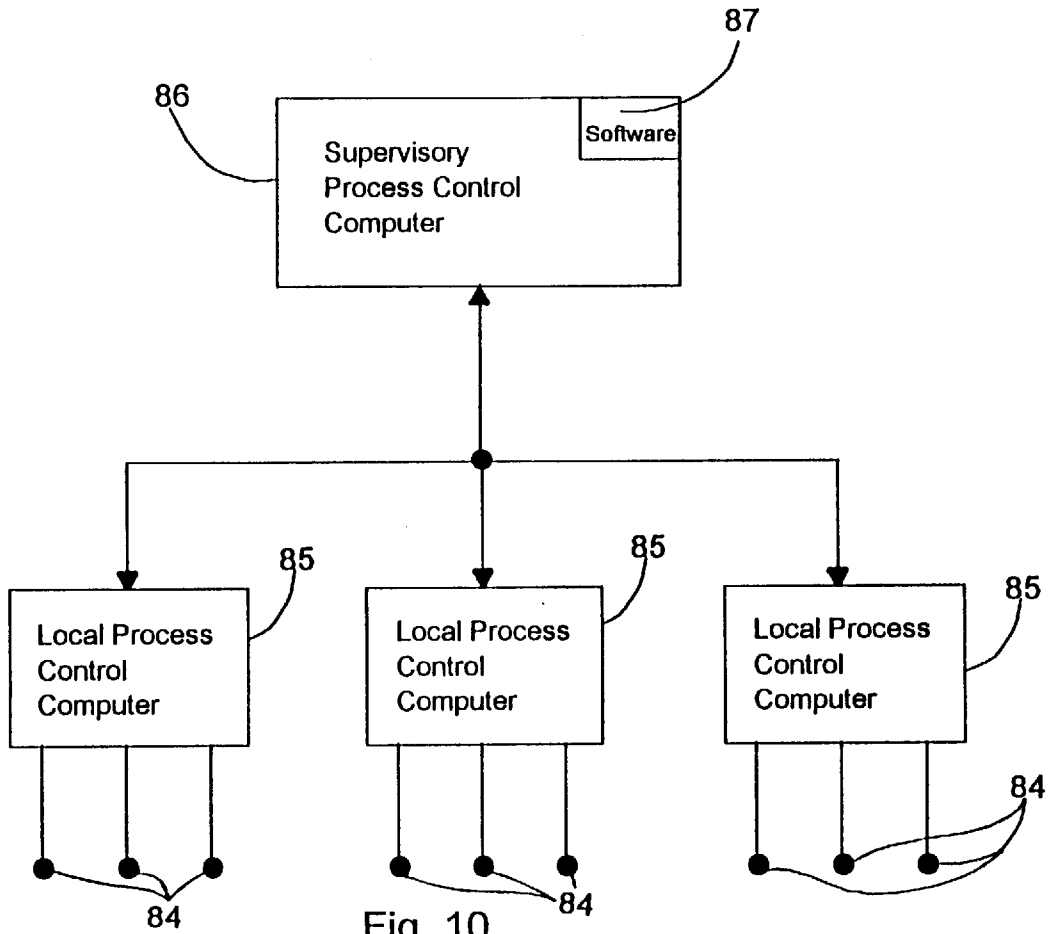 87
86
Software
Supervisory
Process Control
Computer
85
85
85
Local Process
Control
Computer
Local Process
Control
Computer
Local Process
Control
Computer
84
84
84
Fig. 10